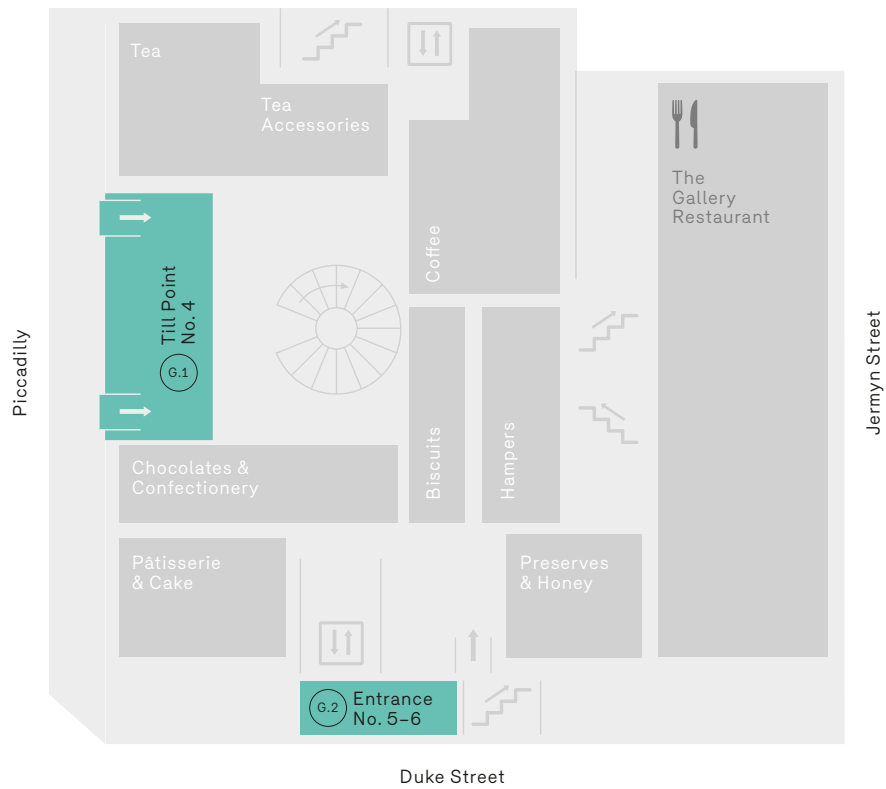 Tea
Tea
Accessories
The
Gallery
Restaurant
Coffee
Till Point
No. 4
G.1
Piccadilly
Jermyn Street
Biscuits
Hampers
Chocolates &
Confectionery
Pâtisserie
& Cake
Preserves
& Honey
G.2
Entrance
No. 5–6
Duke Street